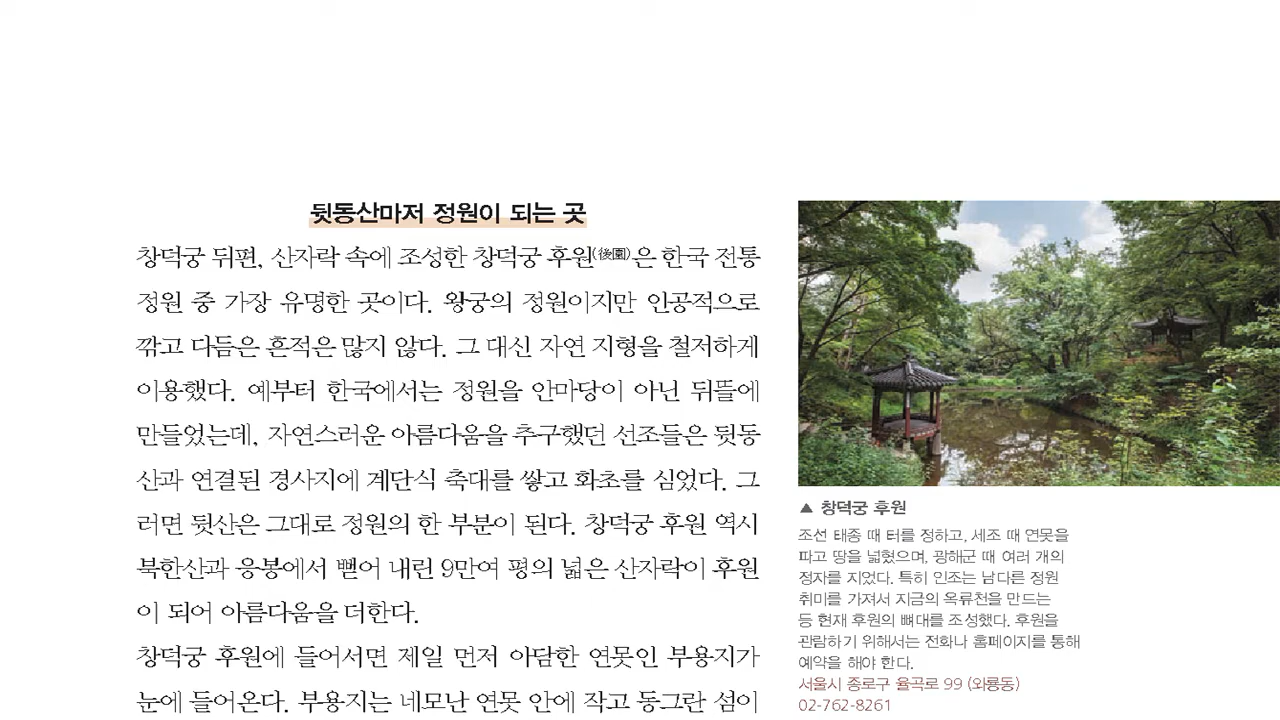 뒷동산마저 정원이 되는 곳
창덕궁 뒤편, 산자락 속에 조성한 창덕궁 후원(後園)은 한국 전통
정원 중 가장 유명한 곳이다. 왕궁의 정원이지만 인공적으로
깎고 다듬은 흔적은 많지 않다. 그 대신 자연 지형을 철저하게
이용했다. 예부터 한국에서는 정원을 안마당이 아닌 뒤뜰에
만들었는데, 자연스러운 아름다움을 추구했던 선조들은 뒷동
산과 연결된 경사지에 계단식 축대를 쌓고 화초를 심었다. 그
러면 뒷산은 그대로 정원의 한 부분이 된다. 창덕궁 후원 역시
북한산과 응봉에서 뻗어 내린 9만여 평의 넓은 산자락이 후원
이 되어 아름다움을 더한다.
창덕궁 후원에 들어서면 제일 먼저 아담한 연못인 부용지가
눈에 들어온다. 부용지는 네모난 연못 안에 작고 동그란 섬이
▲ 창덕궁 후원
조선 태종 때 터를 정하고, 세조 때 연못을
파고 땅을 넓혔으며, 광해군 때 여러 개의
정자를 지었다. 특히 인조는 남다른 정원
취미를 가져서 지금의 옥류천을 만드는
등 현재 후원의 뼈대를 조성했다. 후원을
관람하기 위해서는 전화나 홈페이지를 통해
예약을 해야 한다.
서울시 종로구 율곡로 99 (와룡동)
02-762-8261